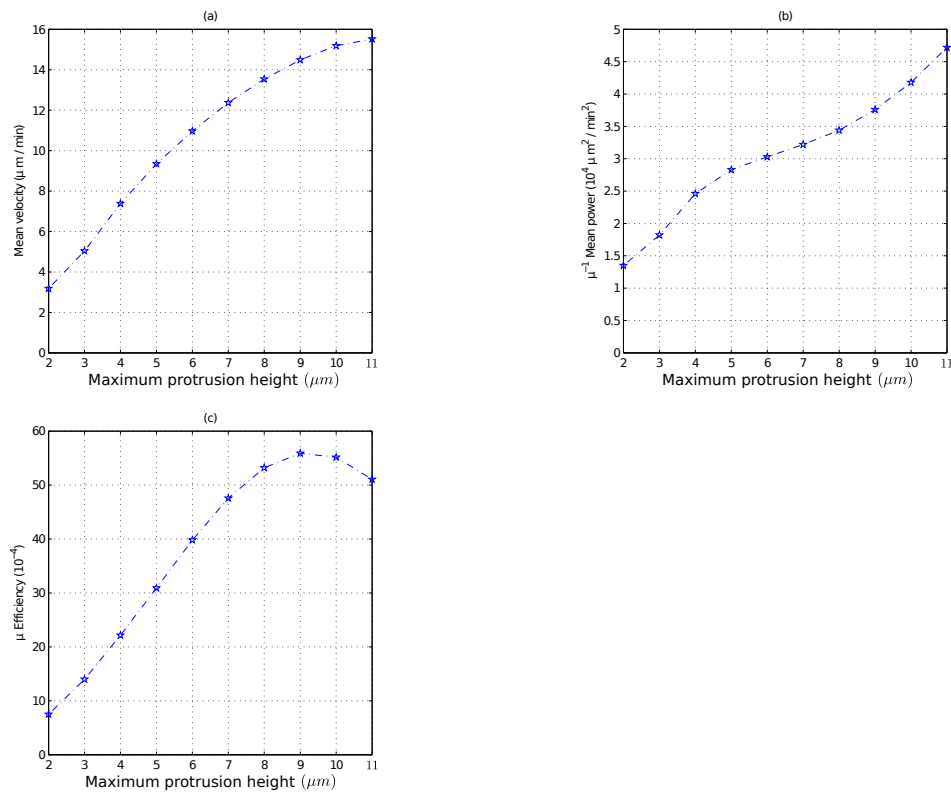 (a)
16
14
12
10
8
6
4
2
0
Mean velocity (μ m / min)
2 3 4 5 6 7 8 9 10 11
Maximum protrusion height (μm)
(b)
5
4.5
4
3.5
3
2.5
2
1.5
1
0.5
0
μ⁻¹ Mean power (10⁴ μ m² / min²)
2 3 4 5 6 7 8 9 10 11
Maximum protrusion height (μm)
(c)
60
50
40
30
20
10
0
μ Efficiency (10⁻⁴)
2 3 4 5 6 7 8 9 10 11
Maximum protrusion height (μm)